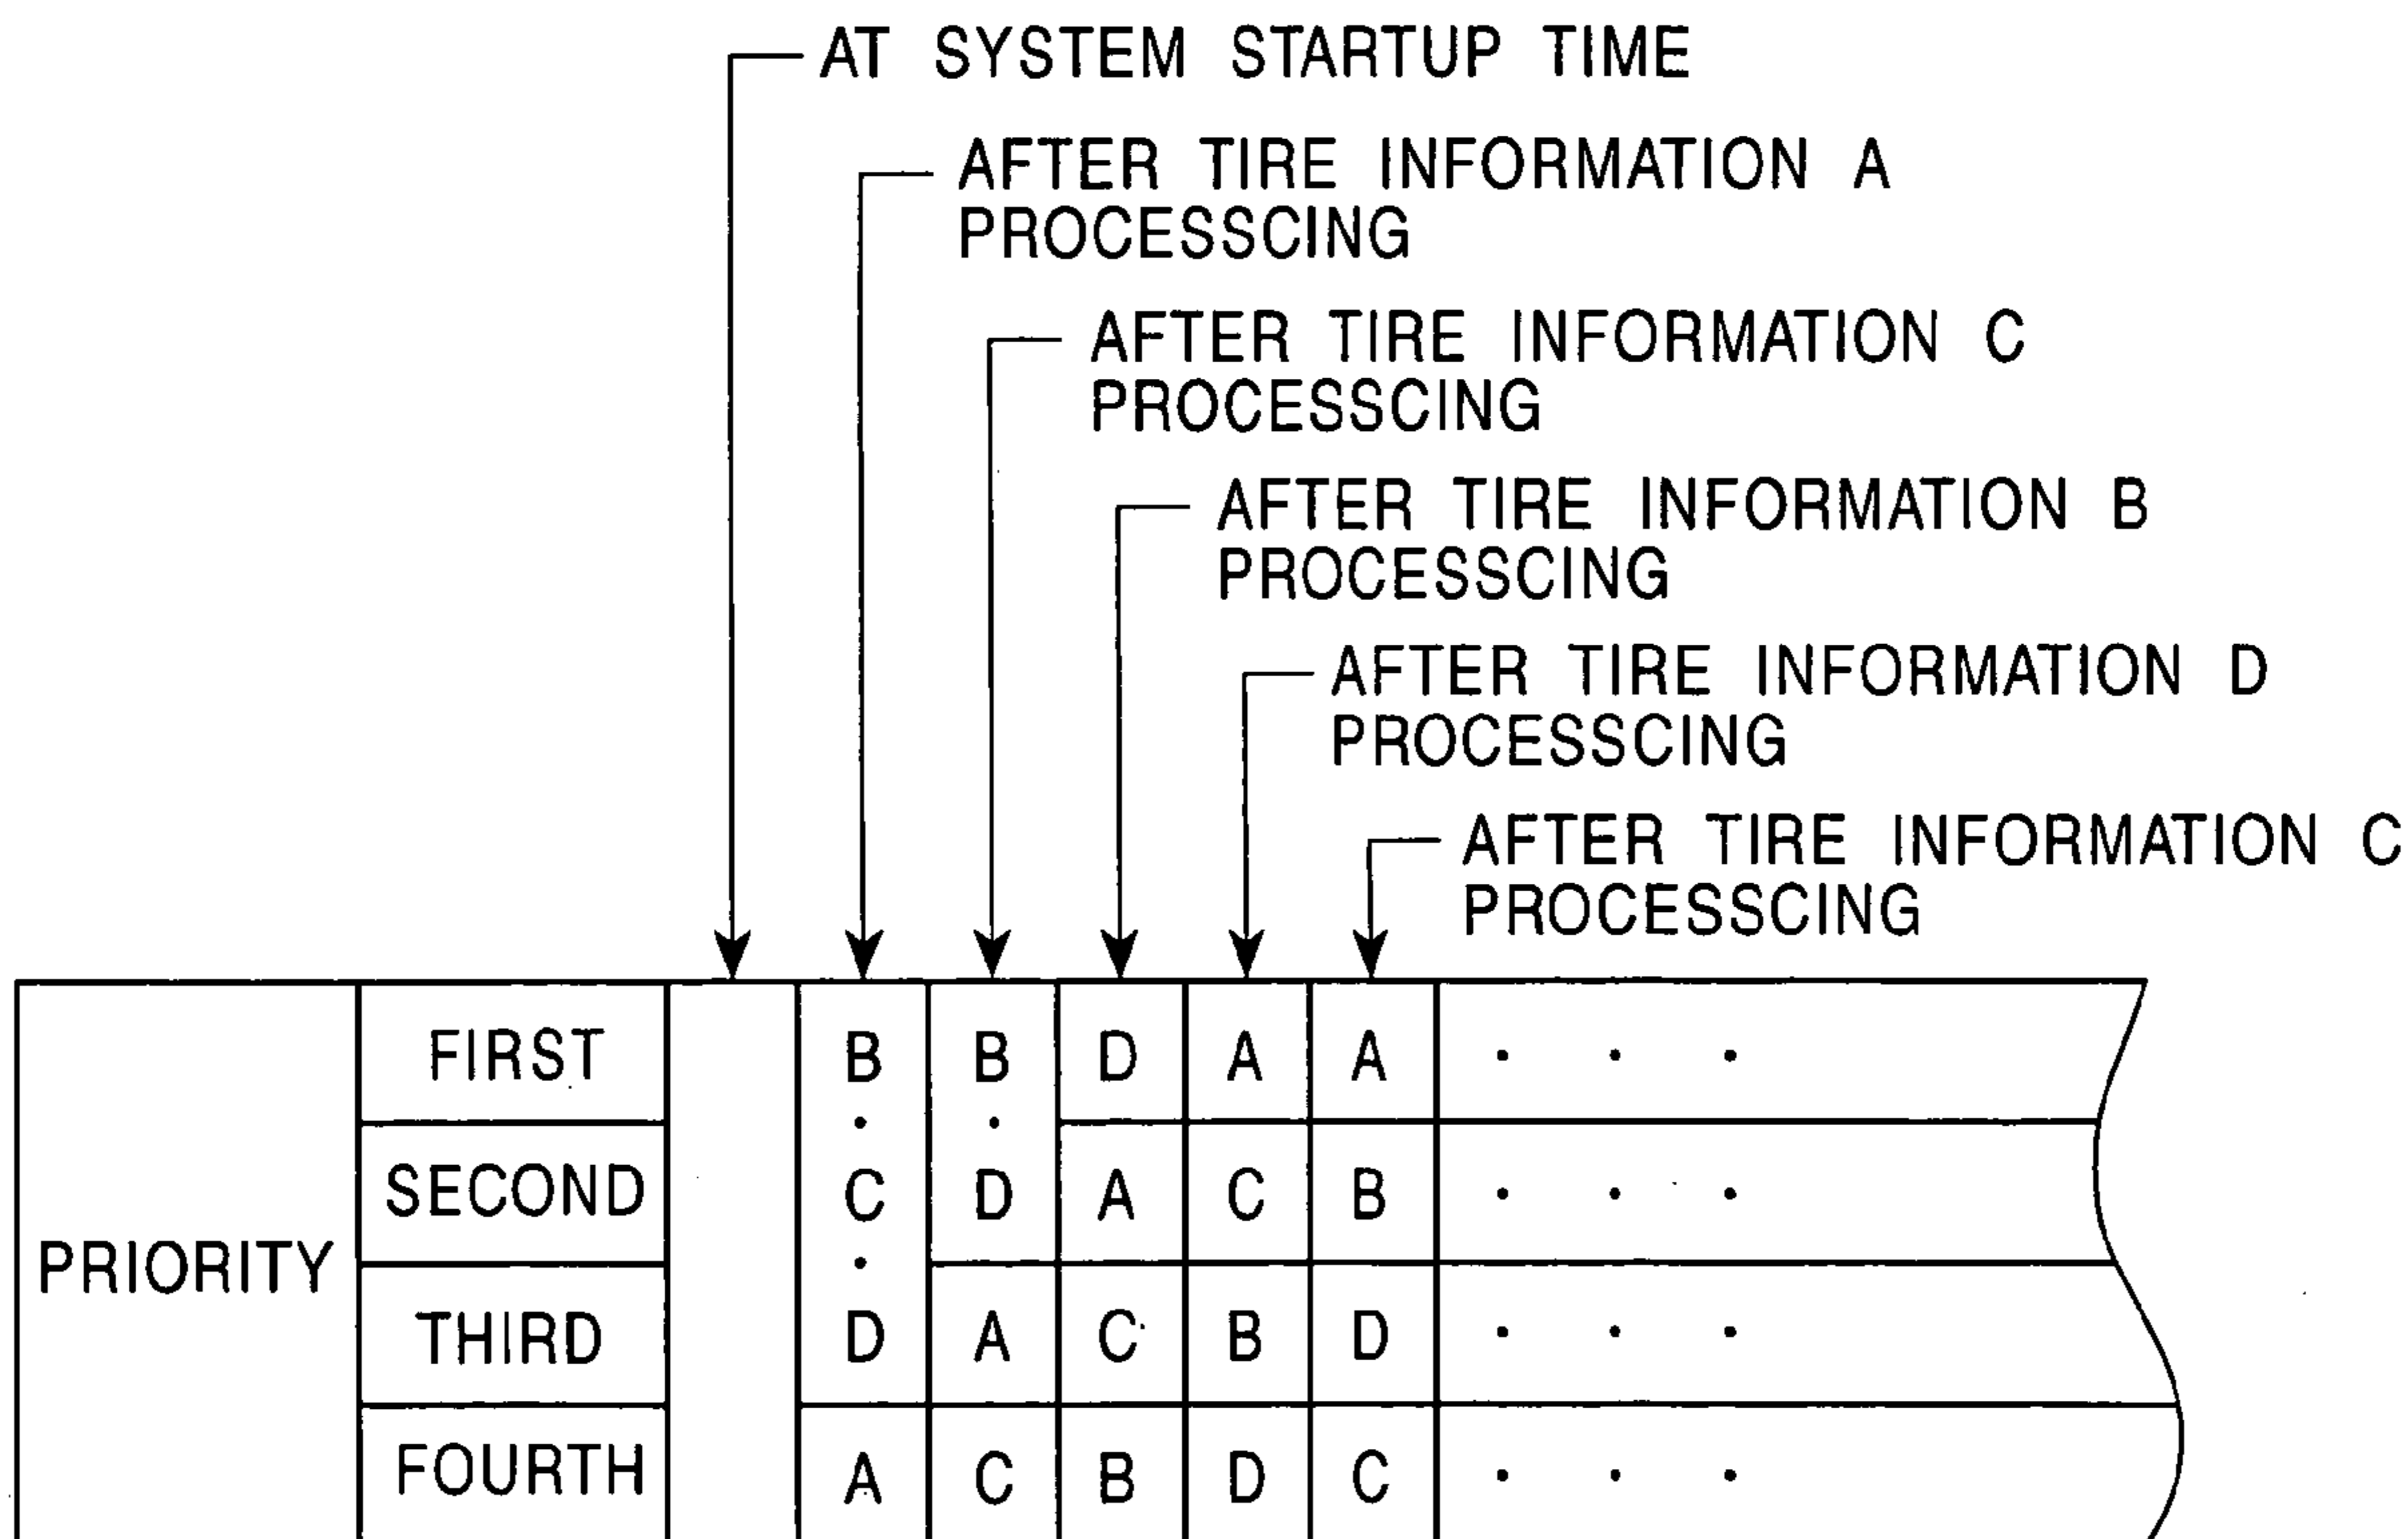 AT SYSTEM STARTUP TIME
AFTER TIRE INFORMATION A
PROCESSCING
AFTER TIRE INFORMATION C
PROCESSCING
AFTER TIRE INFORMATION B
PROCESSCING
AFTER TIRE INFORMATION D
PROCESSCING
AFTER TIRE INFORMATION C
PROCESSCING
PRIORITY
FIRST B B D A A · · ·
· ·
SECOND C D A C B · · ·
·
THIRD D A C B D · · ·
FOURTH A C B D C · · ·